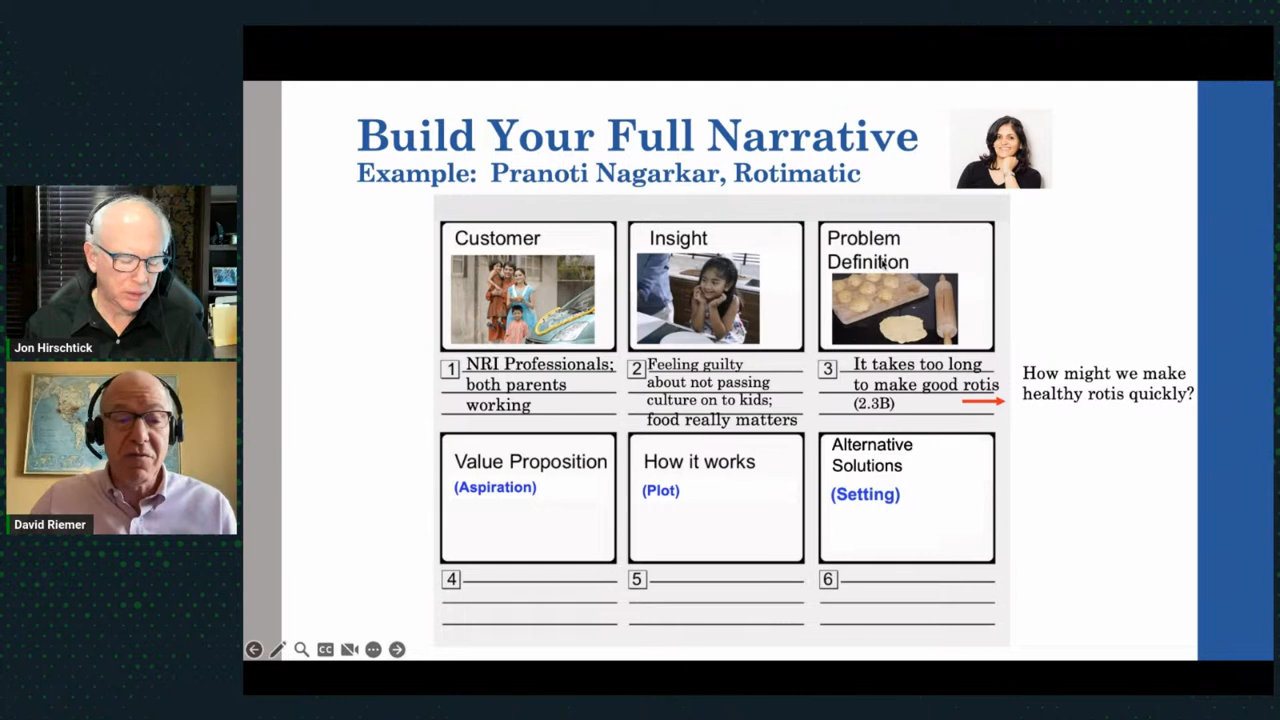 Build Your Full Narrative
Example: Pranoti Nagarkar, Rotimatic
Customer
Insight
Problem
Definition
1 NRI Professionals;
both parents
working
2 Feeling guilty
about not passing
culture on to kids;
food really matters
3 It takes too long
to make good rotis
(2.3B)
How might we make
healthy rotis quickly?
Value Proposition
(Aspiration)
How it works
(Plot)
Alternative
Solutions
(Setting)
4
5
6
Jon Hirschtick
David Riemer
CC